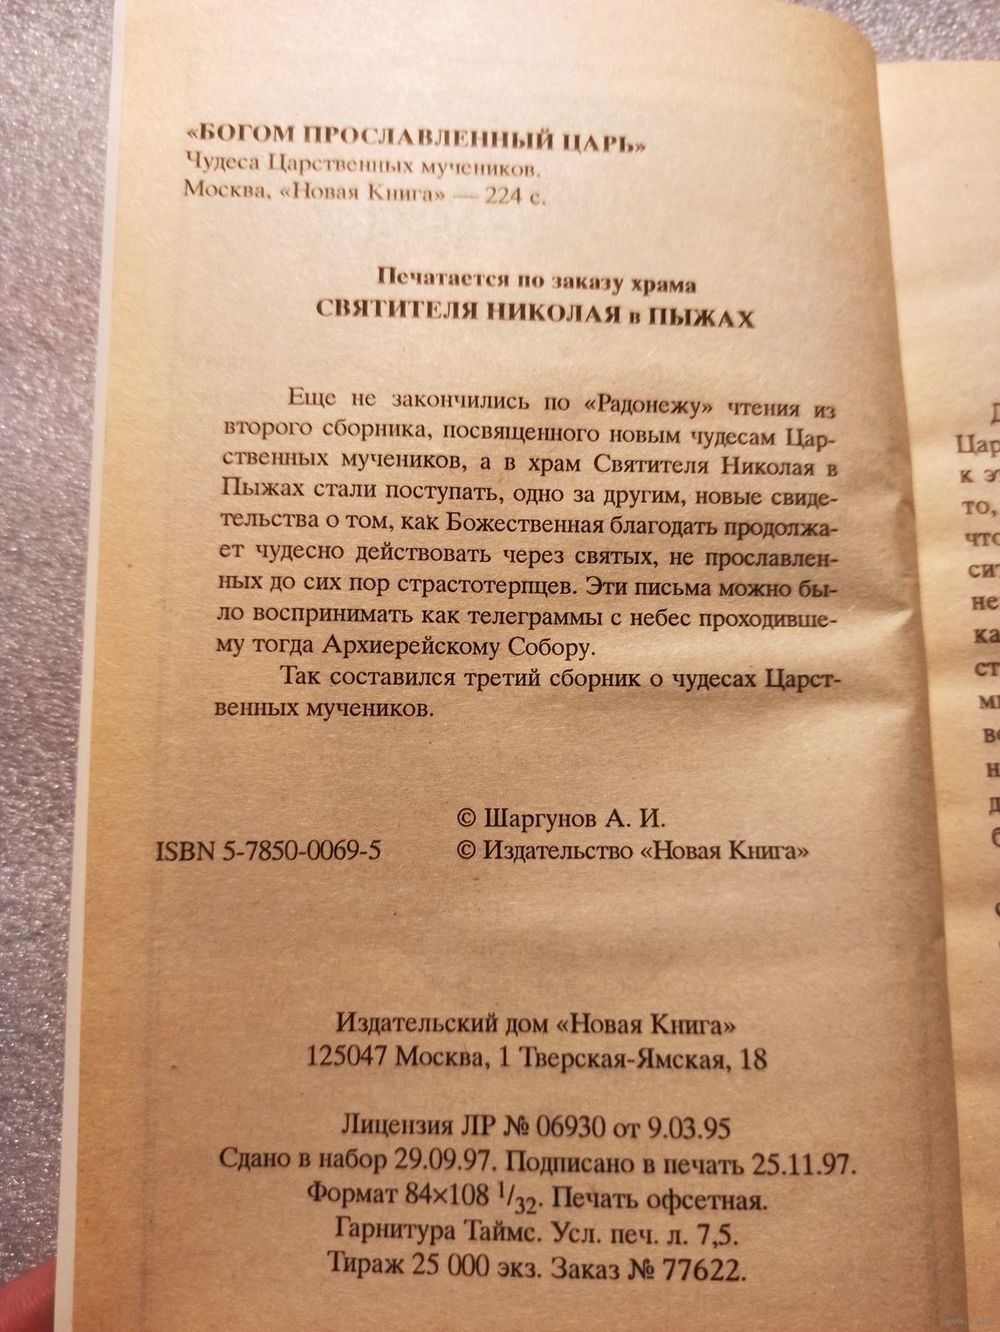 «БОГОМ ПРОСЛАВЛЕННЫЙ ЦАРЬ»
Чудеса Царственных мучеников.
Москва, «Новая Книга» — 224 с.
Печатается по заказу храма
СВЯТИТЕЛЯ НИКОЛАЯ в ПЫЖАХ
Еще не закончились по «Радонежу» чтения из
второго сборника, посвященного новым чудесам Цар-
ственных мучеников, а в храм Святителя Николая в
Пыжах стали поступать, одно за другим, новые свиде-
тельства о том, как Божественная благодать продолжа-
ет чудесно действовать через святых, не прославлен-
ных до сих пор страстотерпцев. Эти письма можно бы-
ло воспринимать как телеграммы с небес проходивше-
му тогда Архиерейскому Собору.
Так составился третий сборник о чудесах Царст-
венных мучеников.
© Шаргунов А. И.
ISBN 5-7850-0069-5 © Издательство «Новая Книга»
Издательский дом «Новая Книга»
125047 Москва, 1 Тверская-Ямская, 18
Лицензия ЛР № 06930 от 9.03.95
Сдано в набор 29.09.97. Подписано в печать 25.11.97.
Формат 84×108 1/32. Печать офсетная.
Гарнитура Таймс. Усл. печ. л. 7,5.
Тираж 25 000 экз. Заказ № 77622.